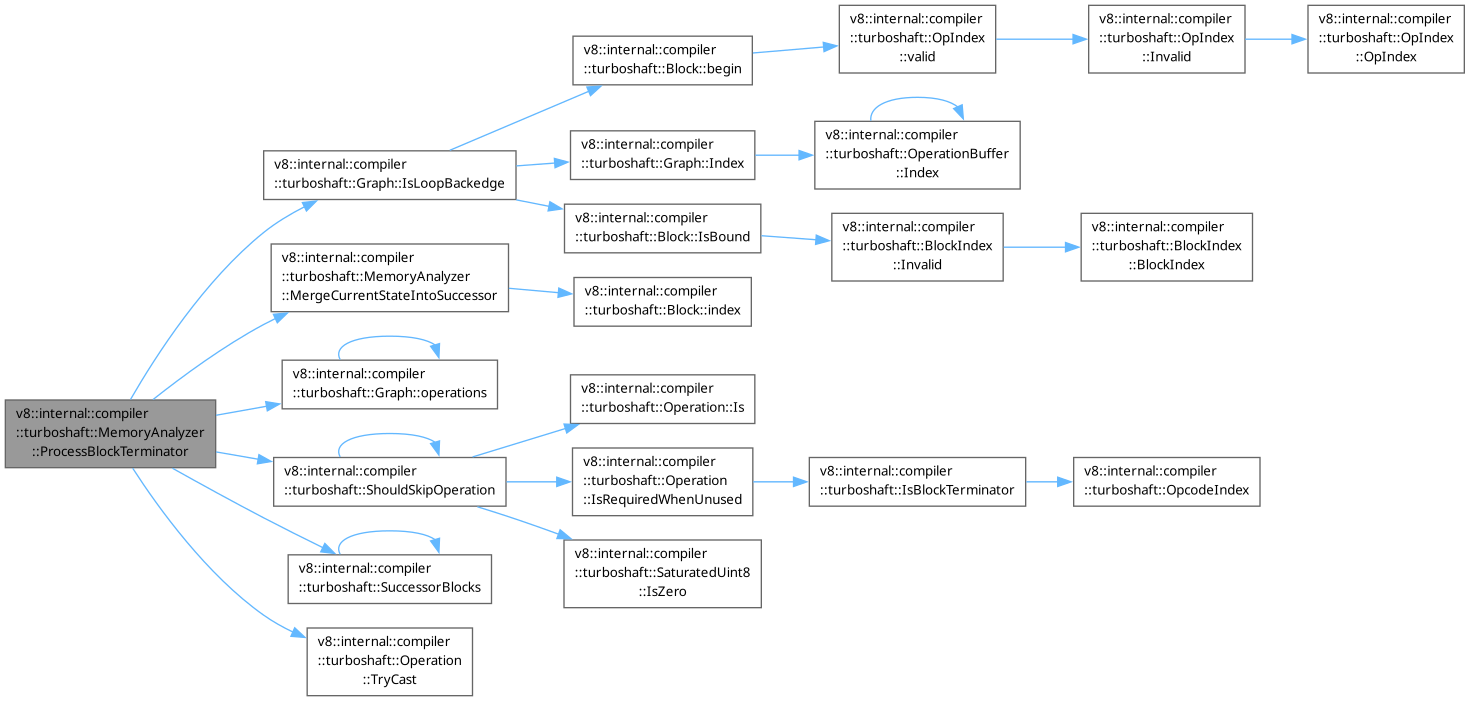 v8::internal::compiler
::turboshaft::MemoryAnalyzer
::ProcessBlockTerminator
v8::internal::compiler
::turboshaft::Graph::IsLoopBackedge
v8::internal::compiler
::turboshaft::Block::begin
v8::internal::compiler
::turboshaft::OpIndex
::valid
v8::internal::compiler
::turboshaft::OpIndex
::Invalid
v8::internal::compiler
::turboshaft::OpIndex
::OpIndex
v8::internal::compiler
::turboshaft::Graph::Index
v8::internal::compiler
::turboshaft::OperationBuffer
::Index
v8::internal::compiler
::turboshaft::Block::IsBound
v8::internal::compiler
::turboshaft::BlockIndex
::Invalid
v8::internal::compiler
::turboshaft::BlockIndex
::BlockIndex
v8::internal::compiler
::turboshaft::MemoryAnalyzer
::MergeCurrentStateIntoSuccessor
v8::internal::compiler
::turboshaft::Block::index
v8::internal::compiler
::turboshaft::Graph::operations
v8::internal::compiler
::turboshaft::ShouldSkipOperation
v8::internal::compiler
::turboshaft::Operation::Is
v8::internal::compiler
::turboshaft::Operation
::IsRequiredWhenUnused
v8::internal::compiler
::turboshaft::IsBlockTerminator
v8::internal::compiler
::turboshaft::OpcodeIndex
v8::internal::compiler
::turboshaft::SaturatedUint8
::IsZero
v8::internal::compiler
::turboshaft::SuccessorBlocks
v8::internal::compiler
::turboshaft::Operation
::TryCast